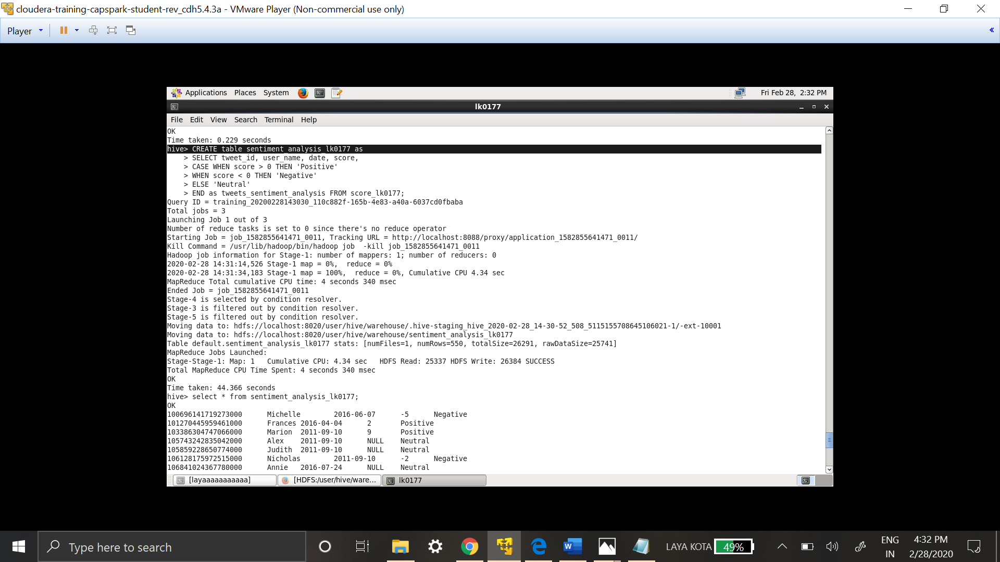 cloudera-training-capspark-student-rev_cdh5.4.3a - VMware Player (Non-commercial use only)
Player
Applications Places System Fri Feb 28, 2:32 PM
lk0177
File Edit View Search Terminal Help
OK
Time taken: 0.229 seconds
hive> CREATE table sentiment_analysis_lk0177 as
    > SELECT tweet_id, user_name, date, score,
    > CASE WHEN score > 0 THEN 'Positive'
    > WHEN score < 0 THEN 'Negative'
    > ELSE 'Neutral'
    > END as tweets_sentiment_analysis FROM score_lk0177;
Query ID = training_20200228143030_110c882f-165b-4e83-a40a-6037cd0fbaba
Total jobs = 3
Launching Job 1 out of 3
Number of reduce tasks is set to 0 since there's no reduce operator
Starting Job = job_1582855641471_0011, Tracking URL = http://localhost:8088/proxy/application_1582855641471_0011/
Kill Command = /usr/lib/hadoop/bin/hadoop job  -kill job_1582855641471_0011
Hadoop job information for Stage-1: number of mappers: 1; number of reducers: 0
2020-02-28 14:31:14,526 Stage-1 map = 0%,  reduce = 0%
2020-02-28 14:31:34,183 Stage-1 map = 100%,  reduce = 0%, Cumulative CPU 4.34 sec
MapReduce Total cumulative CPU time: 4 seconds 340 msec
Ended Job = job_1582855641471_0011
Stage-4 is selected by condition resolver.
Stage-3 is filtered out by condition resolver.
Stage-5 is filtered out by condition resolver.
Moving data to: hdfs://localhost:8020/user/hive/warehouse/.hive-staging_hive_2020-02-28_14-30-52_508_5115155708645106021-1/-ext-10001
Moving data to: hdfs://localhost:8020/user/hive/warehouse/sentiment_analysis_lk0177
Table default.sentiment_analysis_lk0177 stats: [numFiles=1, numRows=550, totalSize=26291, rawDataSize=25741]
MapReduce Jobs Launched:
Stage-Stage-1: Map: 1   Cumulative CPU: 4.34 sec   HDFS Read: 25337 HDFS Write: 26384 SUCCESS
Total MapReduce CPU Time Spent: 4 seconds 340 msec
OK
Time taken: 44.366 seconds
hive> select * from sentiment_analysis_lk0177;
OK
100696141719273000 Michelle 2016-06-07 -5 Negative
101270445959461000 Frances 2016-04-04 2 Positive
103386304747066000 Marion 2011-09-10 9 Positive
105743242835042000 Alex 2011-09-10 NULL Neutral
105859228650774000 Judith 2011-09-10 NULL Neutral
106128175972515000 Nicholas 2011-09-10 -2 Negative
106841024367780000 Annie 2016-07-24 NULL Neutral
[layaaaaaaaaaaa] [HDFS:/user/hive/ware... lk0177
Type here to search LAYA KOTA 49% ENG 4:32 PM
IN 2/28/2020